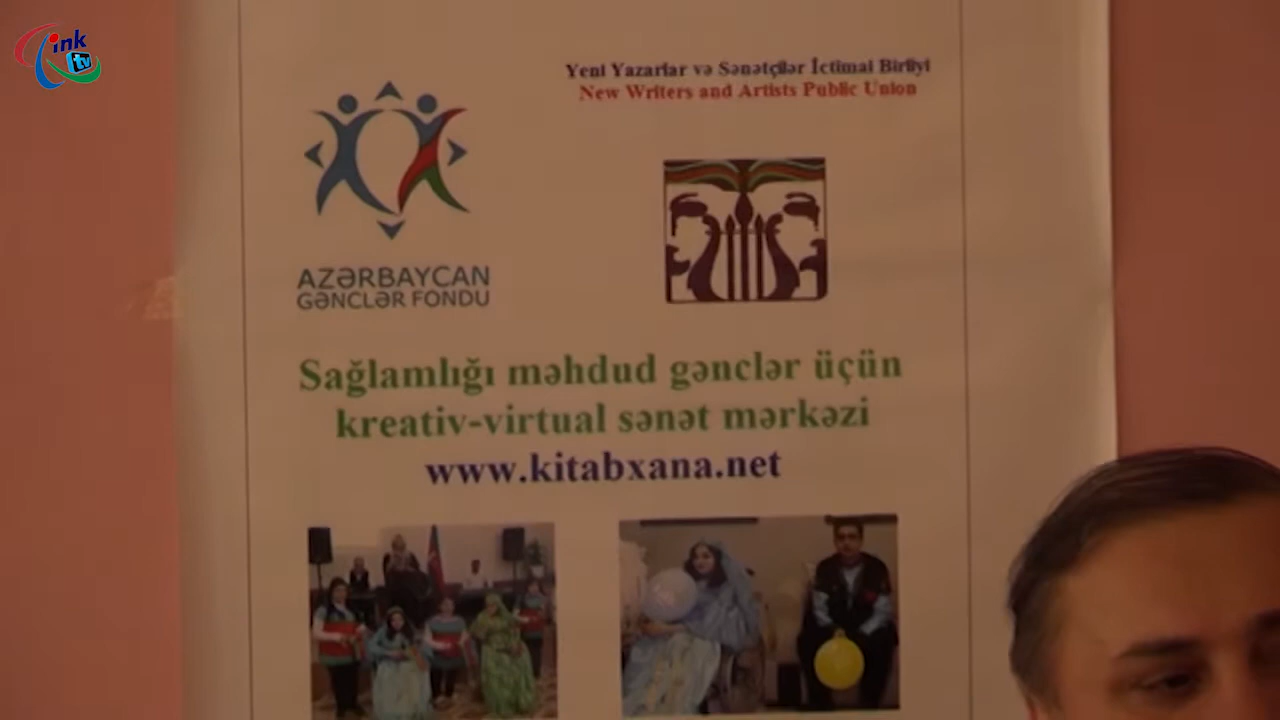 ink
tv
Yeni Yazarlar və Sənətçilər İctimai Birliyi
New Writers and Artists Public Union
AZƏRBAYCAN
GƏNCLƏR FONDU
Sağlamlığı məhdud gənclər üçün
kreativ-virtual sənət mərkəzi
www.kitabxana.net